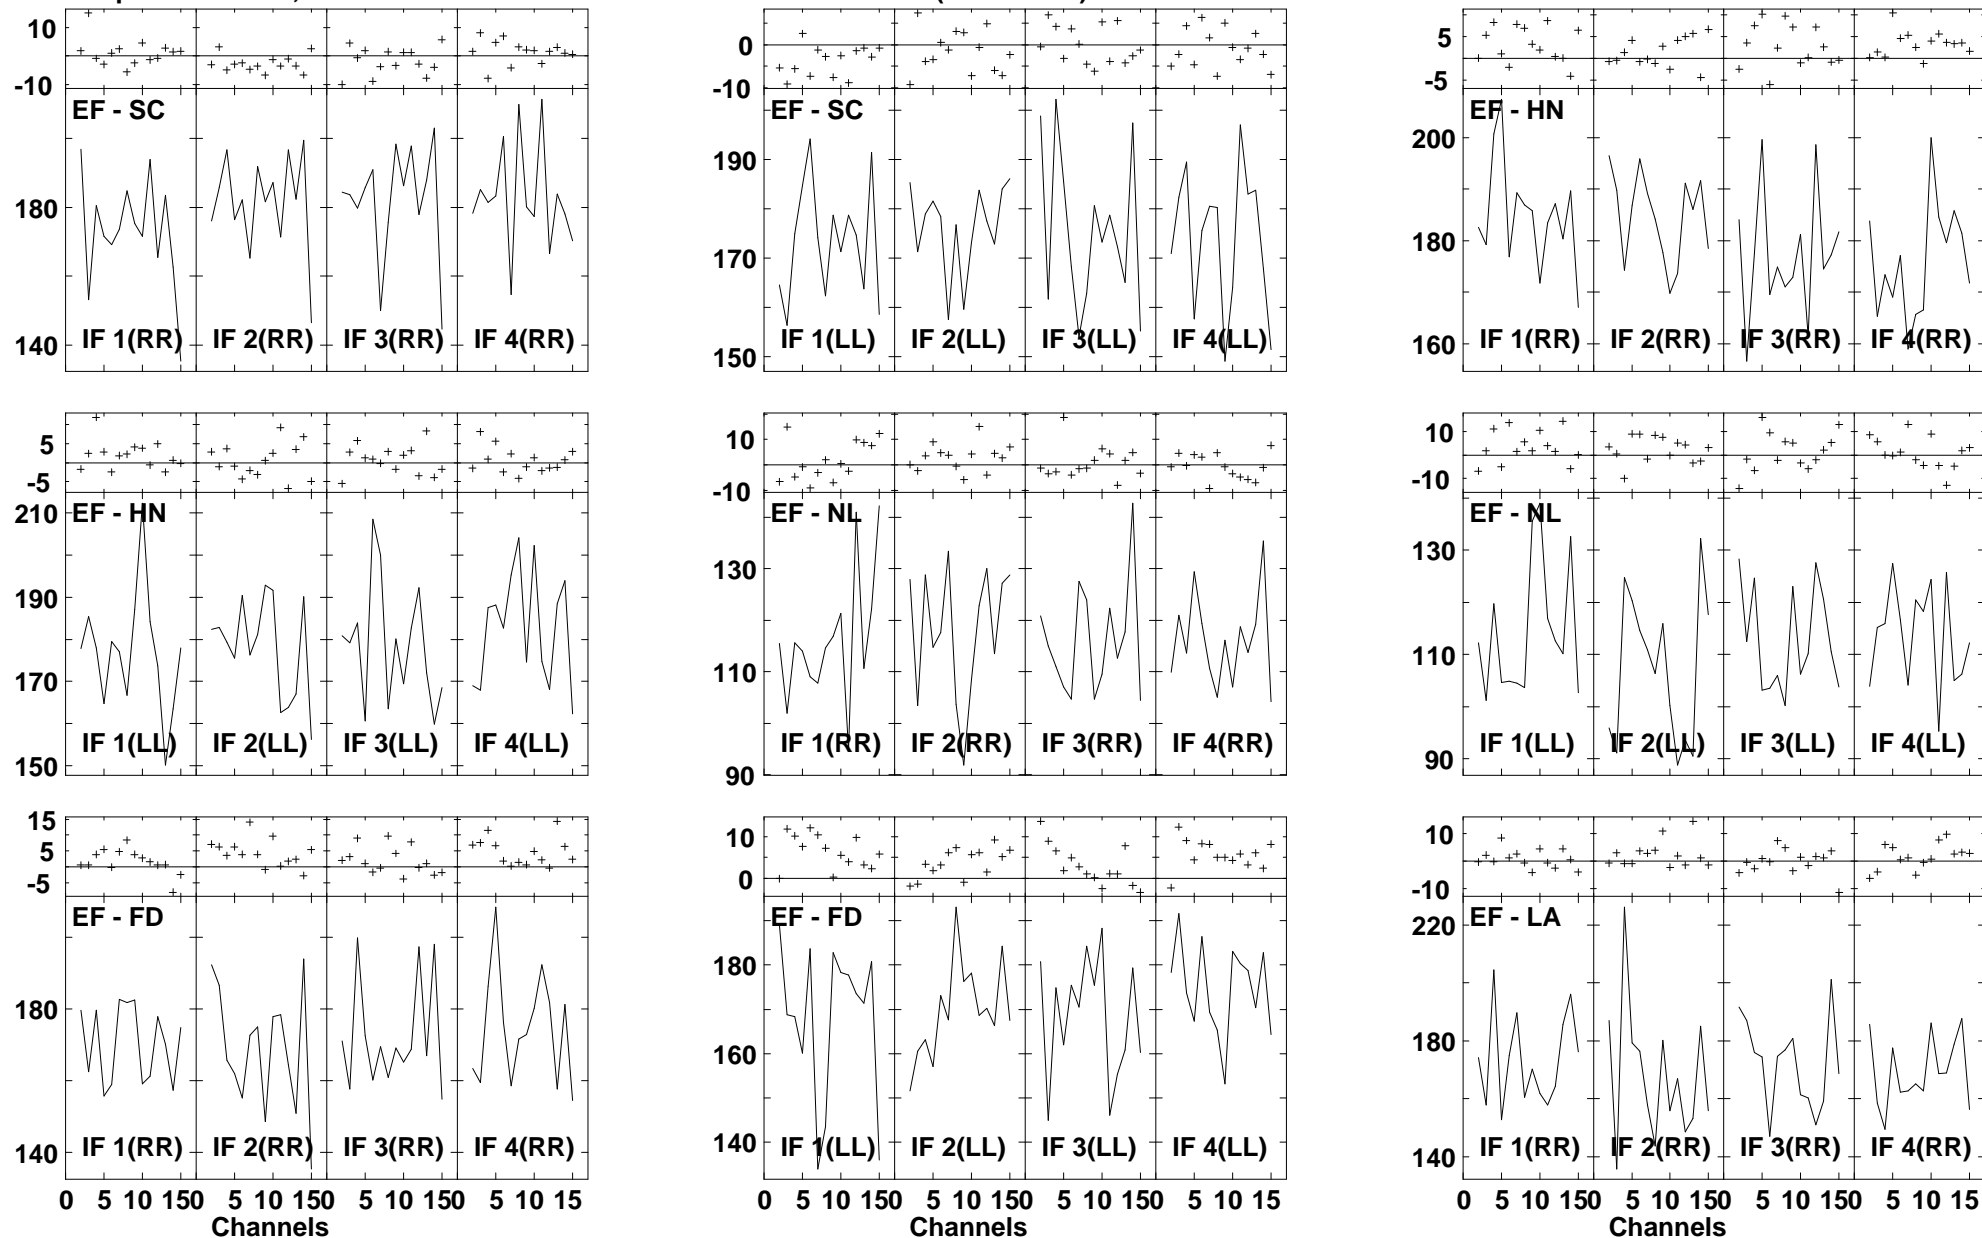 10
-10
EF - SC
180
140
IF 1(RR) IF 2(RR) IF 3(RR) IF 4(RR)
0
-10
EF - SC
190
170
150
IF 1(LL) IF 2(LL) IF 3(LL) IF 4(LL)
5
-5
EF - HN
200
180
160
IF 1(RR) IF 2(RR) IF 3(RR) IF 4(RR)
5
-5
EF - HN
210
190
170
150
IF 1(LL) IF 2(LL) IF 3(LL) IF 4(LL)
10
-10
EF - NL
130
110
90
IF 1(RR) IF 2(RR) IF 3(RR) IF 4(RR)
10
-10
EF - NL
130
110
90
IF 1(LL) IF 2(LL) IF 3(LL) IF 4(LL)
15
5
-5
EF - FD
180
140
IF 1(RR) IF 2(RR) IF 3(RR) IF 4(RR)
0 5 10 150 5 10 150 5 10 150 5 10 15
Channels
10
0
EF - FD
180
160
140
IF 1(LL) IF 2(LL) IF 3(LL) IF 4(LL)
0 5 10 150 5 10 150 5 10 150 5 10 15
Channels
10
-10
EF - LA
220
180
140
IF 1(RR) IF 2(RR) IF 3(RR) IF 4(RR)
0 5 10 150 5 10 150 5 10 150 5 10 15
Channels